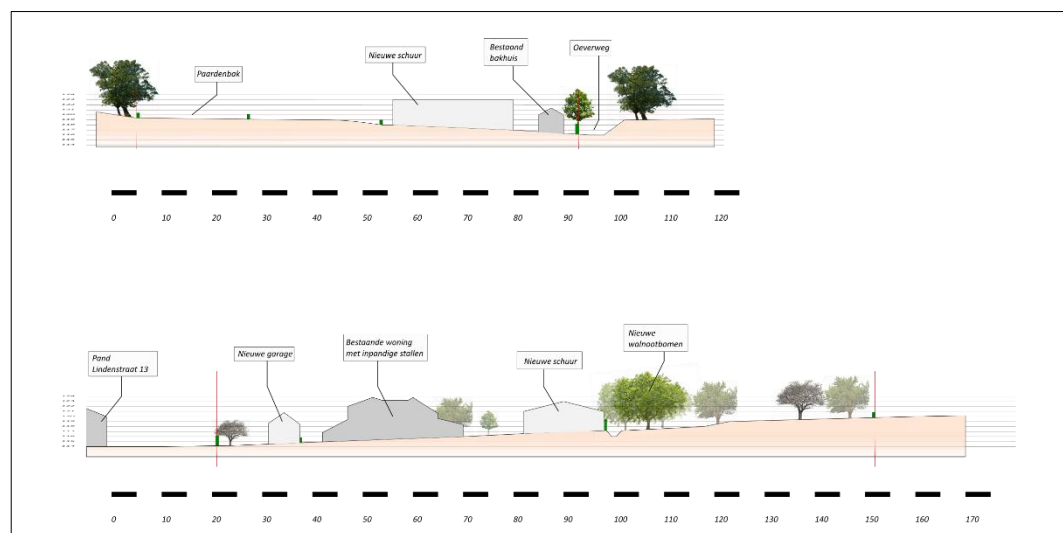 Bestaand
bakhuis
Oeverweg
Nieuwe schuur
Paardenbak
0 10 20 30 40 50 60 70 80 90 100 110 120
Nieuwe
walnootbomen
Bestaande woning
met inpandige stallen
Nieuwe garage
Nieuwe schuur
Pand
Lindenstraat 13
0 10 20 30 40 50 60 70 80 90 100 110 120 130 140 150 160 170